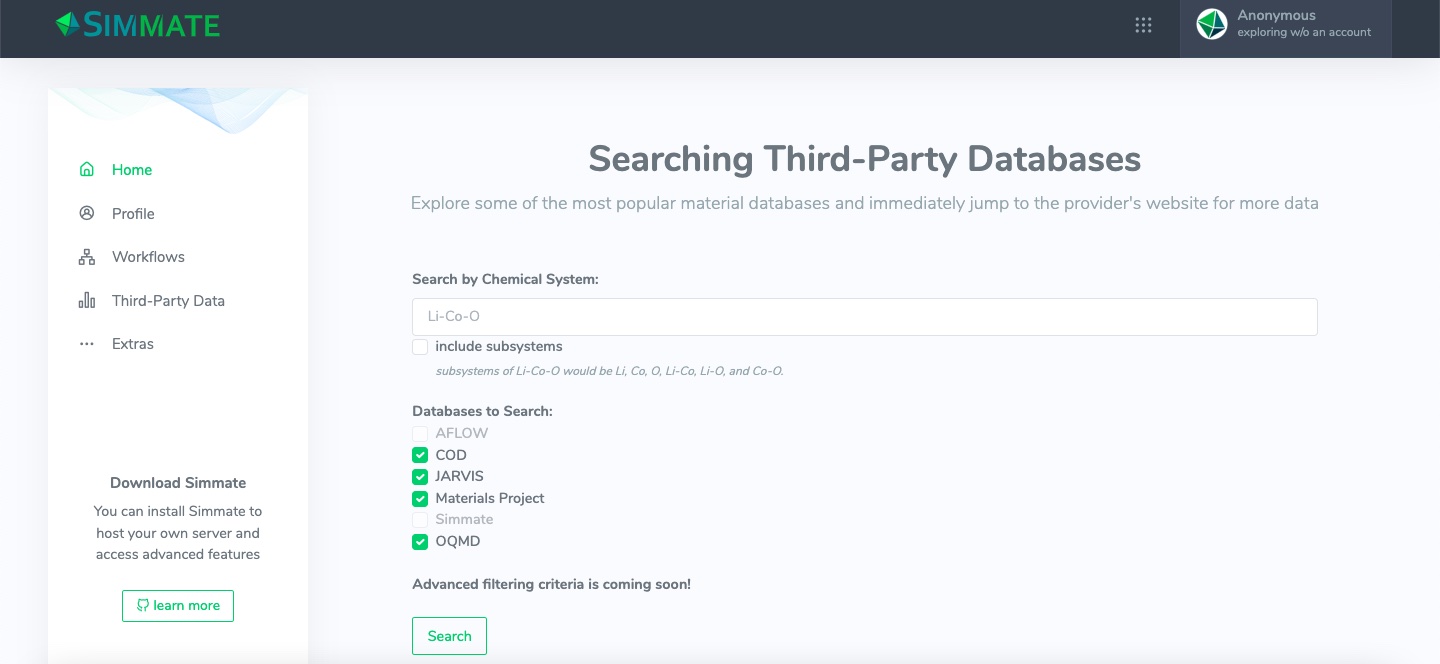 SIMMATE
Anonymous
exploring w/o an account
Home
Profile
Workflows
Third-Party Data
Extras
Download Simmate
You can install Simmate to
host your own server and
access advanced features
learn more
Searching Third-Party Databases
Explore some of the most popular material databases and immediately jump to the provider's website for more data
Search by Chemical System:
Li-Co-O
include subsystems
subsystems of Li-Co-O would be Li, Co, O, Li-Co, Li-O, and Co-O.
Databases to Search:
AFLOW
COD
JARVIS
Materials Project
Simmate
OQMD
Advanced filtering criteria is coming soon!
Search